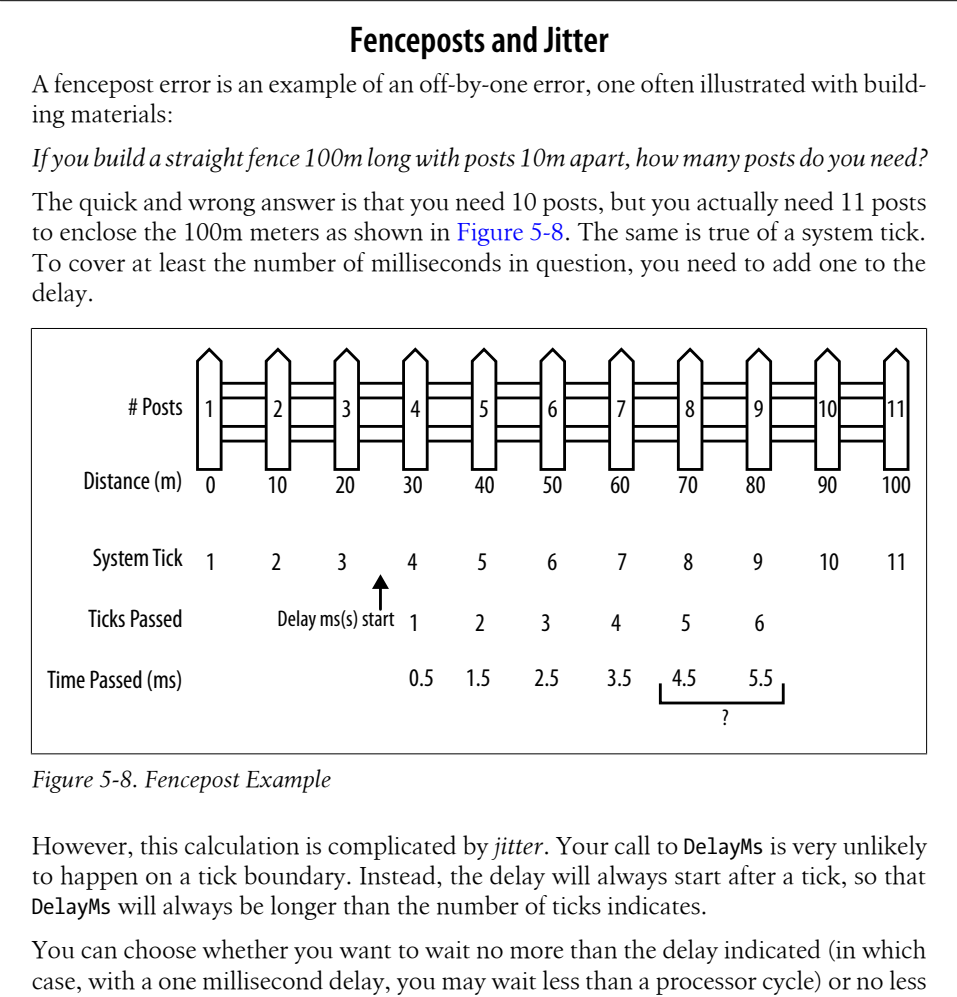 Fenceposts and Jitter
A fencepost error is an example of an off-by-one error, one often illustrated with build-
ing materials:
If you build a straight fence 100m long with posts 10m apart, how many posts do you need?
The quick and wrong answer is that you need 10 posts, but you actually need 11 posts
to enclose the 100m meters as shown in Figure 5-8. The same is true of a system tick.
To cover at least the number of milliseconds in question, you need to add one to the
delay.
# Posts 1 2 3 4 5 6 7 8 9 10 11
Distance (m) 0 10 20 30 40 50 60 70 80 90 100
System Tick 1 2 3 4 5 6 7 8 9 10 11
Delay ms(s) start
Ticks Passed 1 2 3 4 5 6
Time Passed (ms) 0.5 1.5 2.5 3.5 4.5 5.5
?
Figure 5-8. Fencepost Example
However, this calculation is complicated by jitter. Your call to DelayMs is very unlikely
to happen on a tick boundary. Instead, the delay will always start after a tick, so that
DelayMs will always be longer than the number of ticks indicates.
You can choose whether you want to wait no more than the delay indicated (in which
case, with a one millisecond delay, you may wait less than a processor cycle) or no less